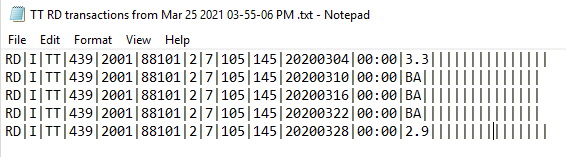 TT RD transactions from Mar 25 2021 03-55-06 PM .txt - Notepad
File Edit Format View Help
RD|I|TT|439|2001|88101|2|7|105|145|20200304|00:00|3.3|||||||||||||||
RD|I|TT|439|2001|88101|2|7|105|145|20200310|00:00|BA|||||||||||||||
RD|I|TT|439|2001|88101|2|7|105|145|20200316|00:00|BA|||||||||||||||
RD|I|TT|439|2001|88101|2|7|105|145|20200322|00:00|BA|||||||||||||||
RD|I|TT|439|2001|88101|2|7|105|145|20200328|00:00|2.9|||||||||||||||